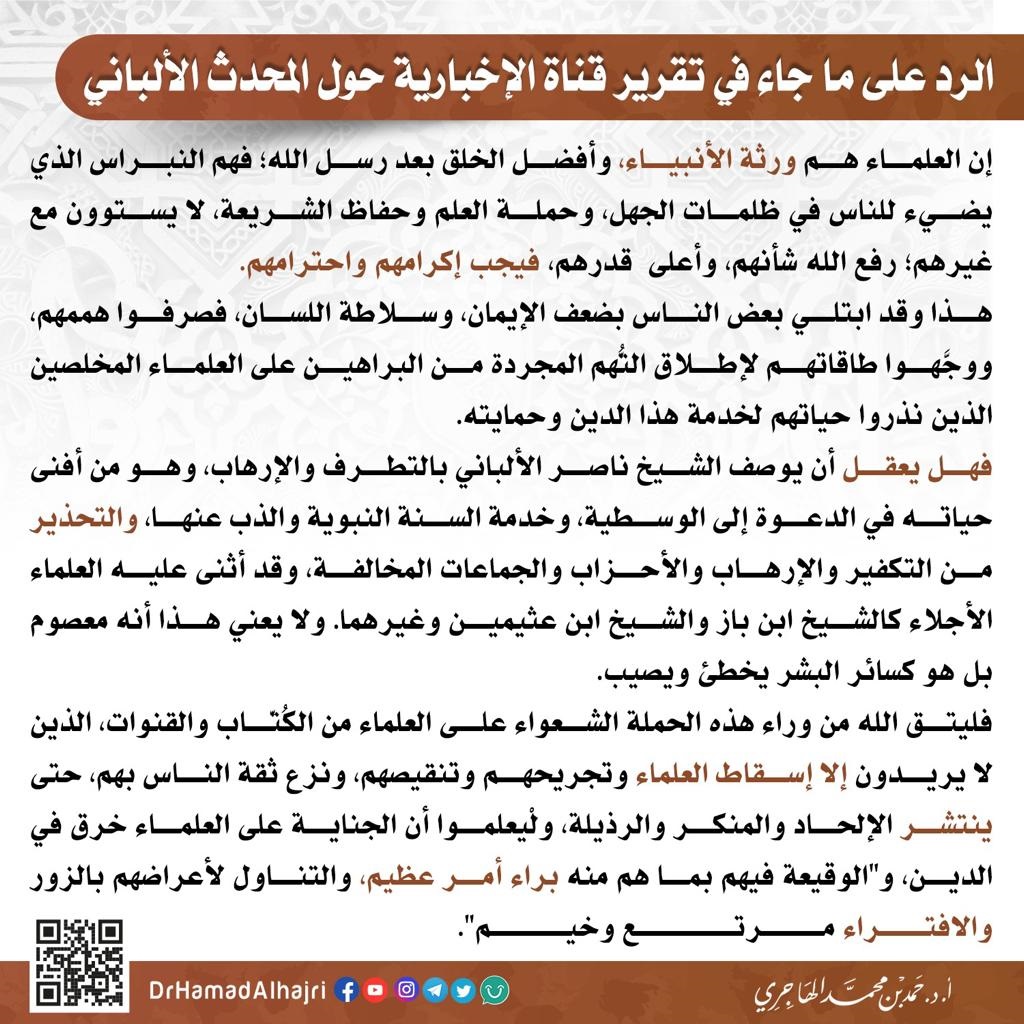 الرد على ما جاء في تقرير قناة الإخبارية حول المحدث الألباني
إن العلماء هم ورثة الأنبياء، وأفضل الخلق بعد رسل الله؛ فهم النبراس الذي
يضيء للناس في ظلمات الجهل، وحملة العلم وحفاظ الشريعة، لا يستوون مع
غيرهم؛ رفع الله شأنهم، وأعلى قدرهم، فيجب إكرامهم واحترامهم.
هذا وقد ابتلي بعض الناس بضعف الإيمان، وسلاطة اللسان، فصرفوا هممهم،
ووجَّهوا طاقاتهم لإطلاق التُهم المجردة من البراهين على العلماء المخلصين
الذين نذروا حياتهم لخدمة هذا الدين وحمايته.
فهل يعقل أن يوصف الشيخ ناصر الألباني بالتطرف والإرهاب، وهو من أفنى
حياته في الدعوة إلى الوسطية، وخدمة السنة النبوية والذب عنها، والتحذير
من التكفير والإرهاب والأحزاب والجماعات المخالفة، وقد أثنى عليه العلماء
الأجلاء كالشيخ ابن باز والشيخ ابن عثيمين وغيرهما. ولا يعني هذا أنه معصوم
بل هو كسائر البشر يخطئ ويصيب.
فليتق الله من وراء هذه الحملة الشعواء على العلماء من الكُتّاب والقنوات، الذين
لا يريدون إلا إسقاط العلماء وتجريحهم وتنقيصهم، ونزع ثقة الناس بهم، حتى
ينتشر الإلحاد والمنكر والرذيلة، ولْيعلموا أن الجناية على العلماء خرق في
الدين، و"الوقيعة فيهم بما هم منه براء أمر عظيم، والتناول لأعراضهم بالزور
والافتراء مرتع وخيم".
أ.د. حمد بن محمد الهاجري
DrHamadAlhajri